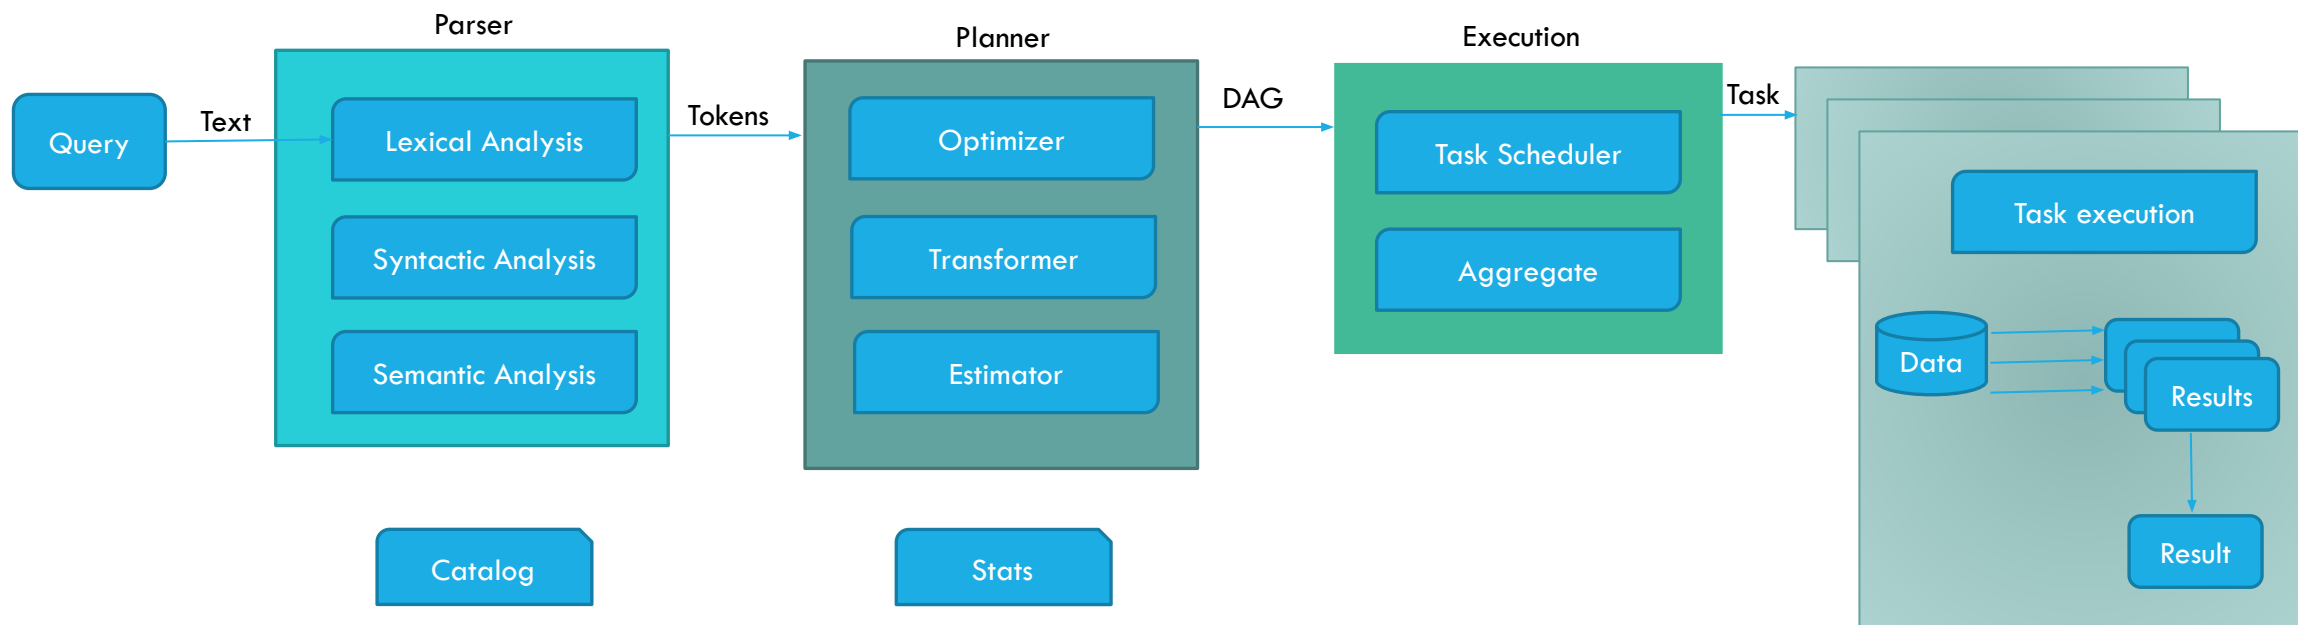 Query
Text
Parser
Lexical Analysis
Syntactic Analysis
Semantic Analysis
Catalog
Tokens
Planner
Optimizer
Transformer
Estimator
Stats
DAG
Execution
Task Scheduler
Aggregate
Task
Task execution
Data
Results
Result